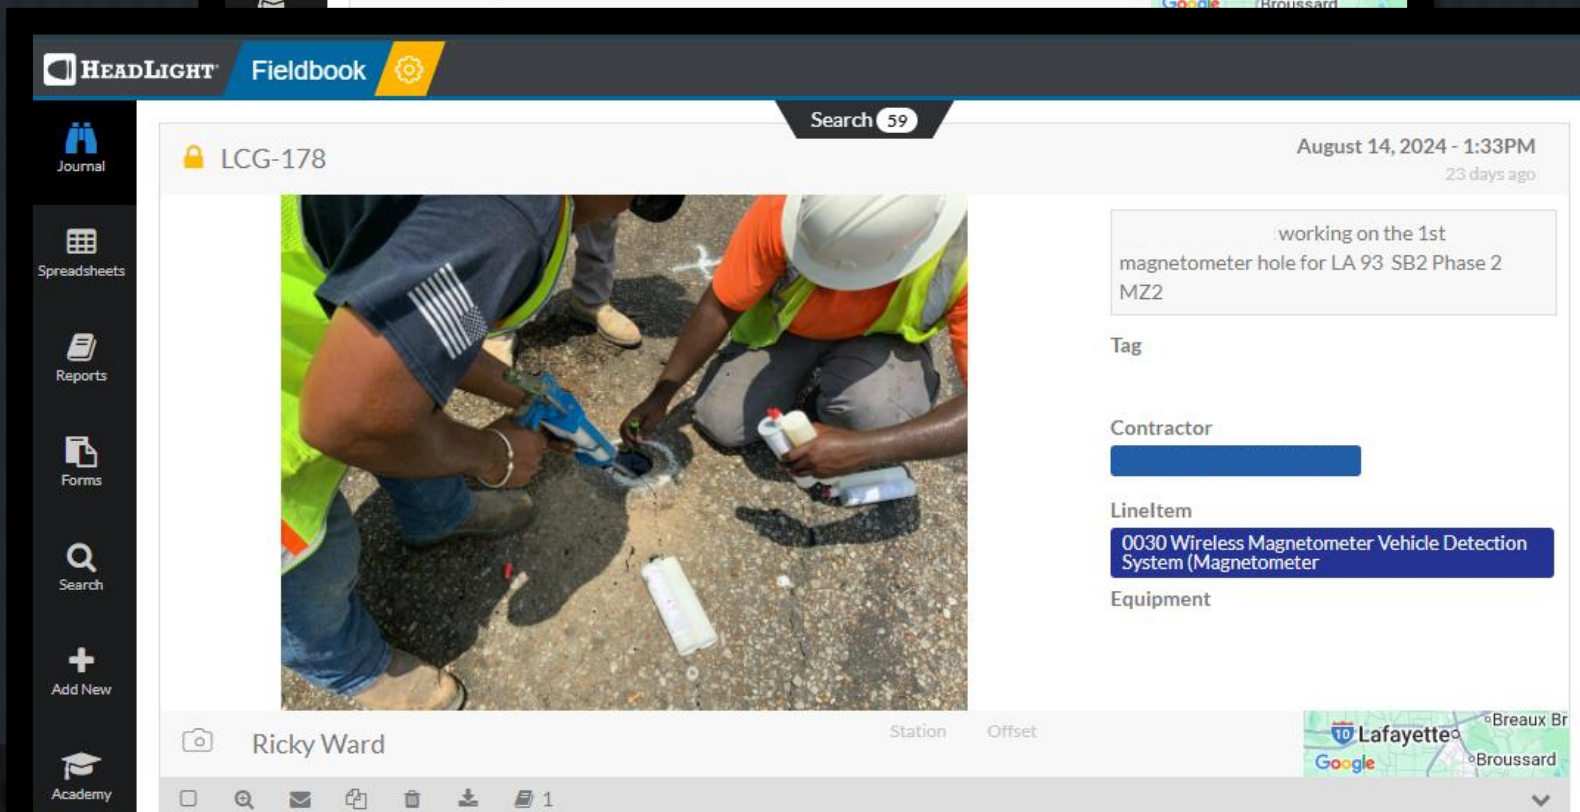 Google
Broussard
HEADLIGHT
Fieldbook
Search 59
Journal
LCG-178
August 14, 2024 - 1:33PM
23 days ago
working on the 1st
magnetometer hole for LA 93 SB2 Phase 2
MZ2
Spreadsheets
Tag
Reports
Contractor
Forms
LineItem
0030 Wireless Magnetometer Vehicle Detection
System (Magnetometer
Search
Equipment
Add New
Ricky Ward
Station
Offset
10
Lafayette
Breaux Br
Google
Broussard
Academy
1